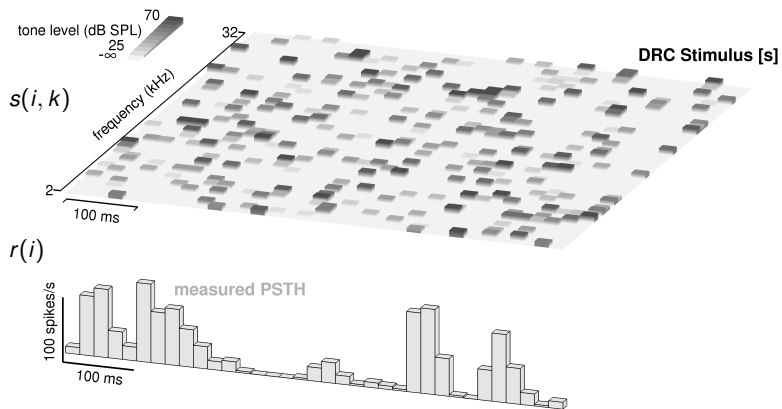 70
tone level (dB SPL)
25
-∞
32
DRC Stimulus [s]
s(i, k)
frequency (kHz)
2
100 ms
r(i)
measured PSTH
100 spikes/s
100 ms